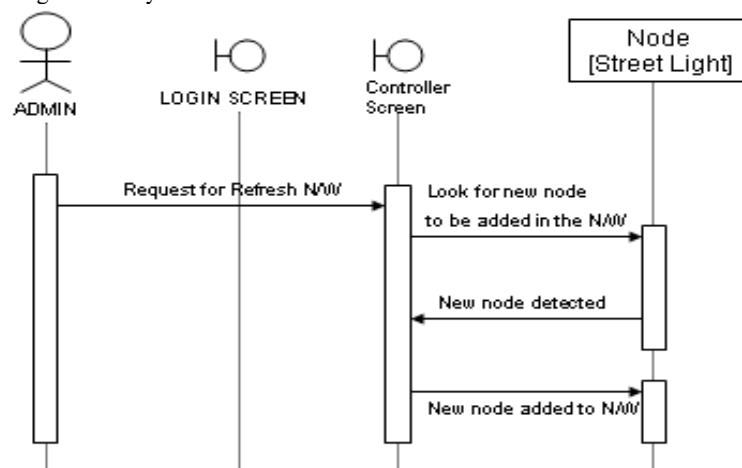 Node
[Street Light]
ADMIN
LOGIN SCREEN
Controller
Screen
Request for Refresh N/W
Look for new node
to be added in the N/W
New node detected
New node added to N/W